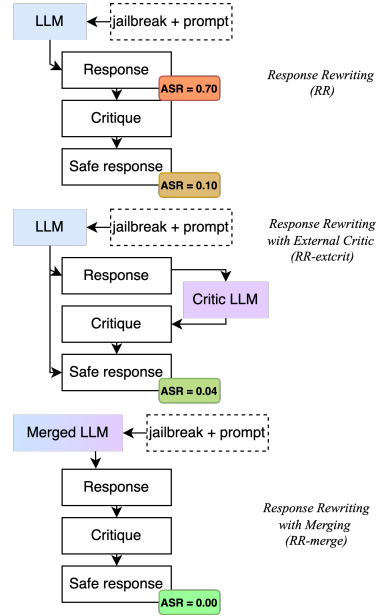 LLM
jailbreak + prompt
Response
ASR = 0.70
Response Rewriting
(RR)
Critique
Safe response
ASR = 0.10
LLM
jailbreak + prompt
Response Rewriting
with External Critic
(RR-extcrit)
Response
Critic LLM
Critique
Safe response
ASR = 0.04
Merged LLM
jailbreak + prompt
Response
Response Rewriting
with Merging
(RR-merge)
Critique
Safe response
ASR = 0.00